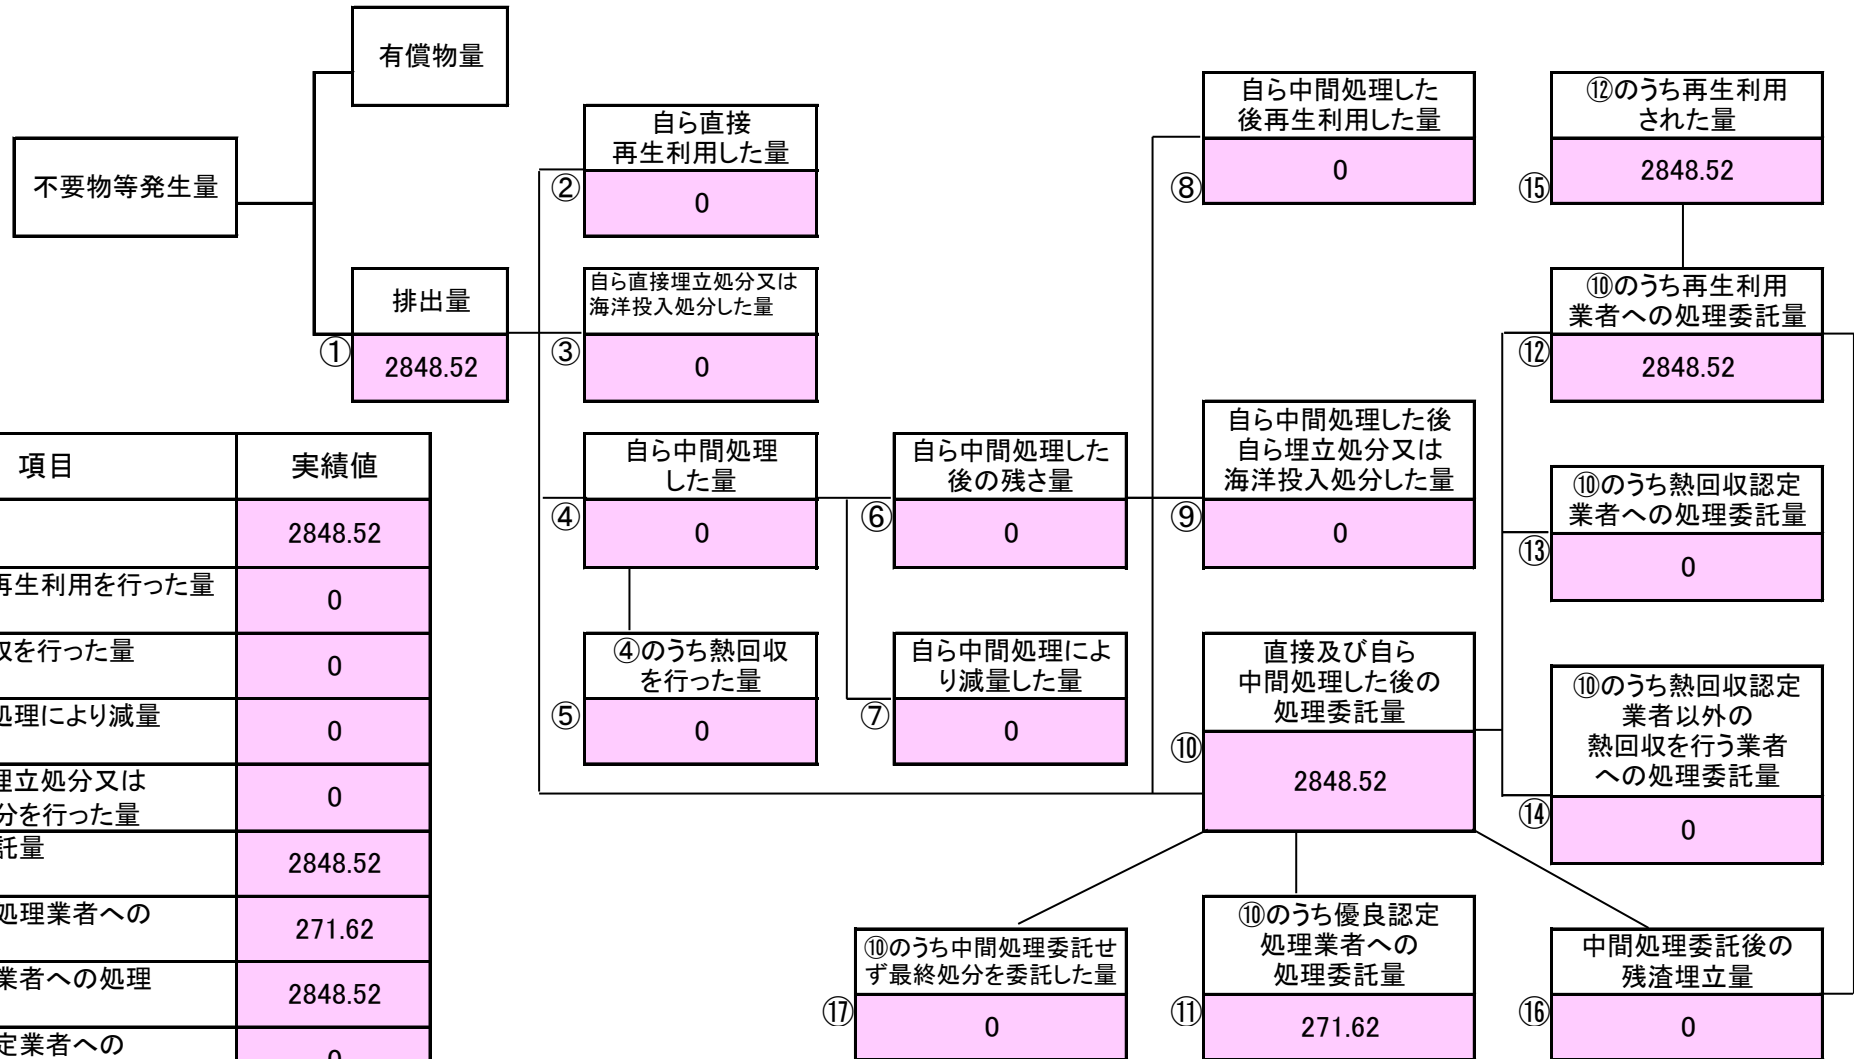 有償物量
不要物等発生量
排出量
①
2848.52
自ら直接
再生利用した量
②
0
自ら直接埋立処分又は
海洋投入処分した量
③
0
自ら中間処理
した量
④
0
④のうち熱回収
を行った量
⑤
0
自ら中間処理した
後の残さ量
⑥
0
自ら中間処理によ
り減量した量
⑦
0
自ら中間処理した
後再生利用した量
⑧
0
自ら中間処理した後
自ら埋立処分又は
海洋投入処分した量
⑨
0
直接及び自ら
中間処理した後の
処理委託量
⑩
2848.52
⑫のうち再生利用
された量
⑮
2848.52
⑩のうち再生利用
業者への処理委託量
⑫
2848.52
⑩のうち熱回収認定
業者への処理委託量
⑬
0
⑩のうち熱回収認定
業者以外の
熱回収を行う業者
への処理委託量
⑭
0
⑩のうち中間処理委託せ
ず最終処分を委託した量
⑰
0
⑩のうち優良認定
処理業者への
処理委託量
⑪
271.62
中間処理委託後の
残渣埋立量
⑯
0
項目 実績値
2848.52
再生利用を行った量 0
を行った量 0
処理により減量 0
埋立処分又は
分を行った量 0
託量 2848.52
処理業者への 271.62
業者への処理 2848.52
定業者への 0